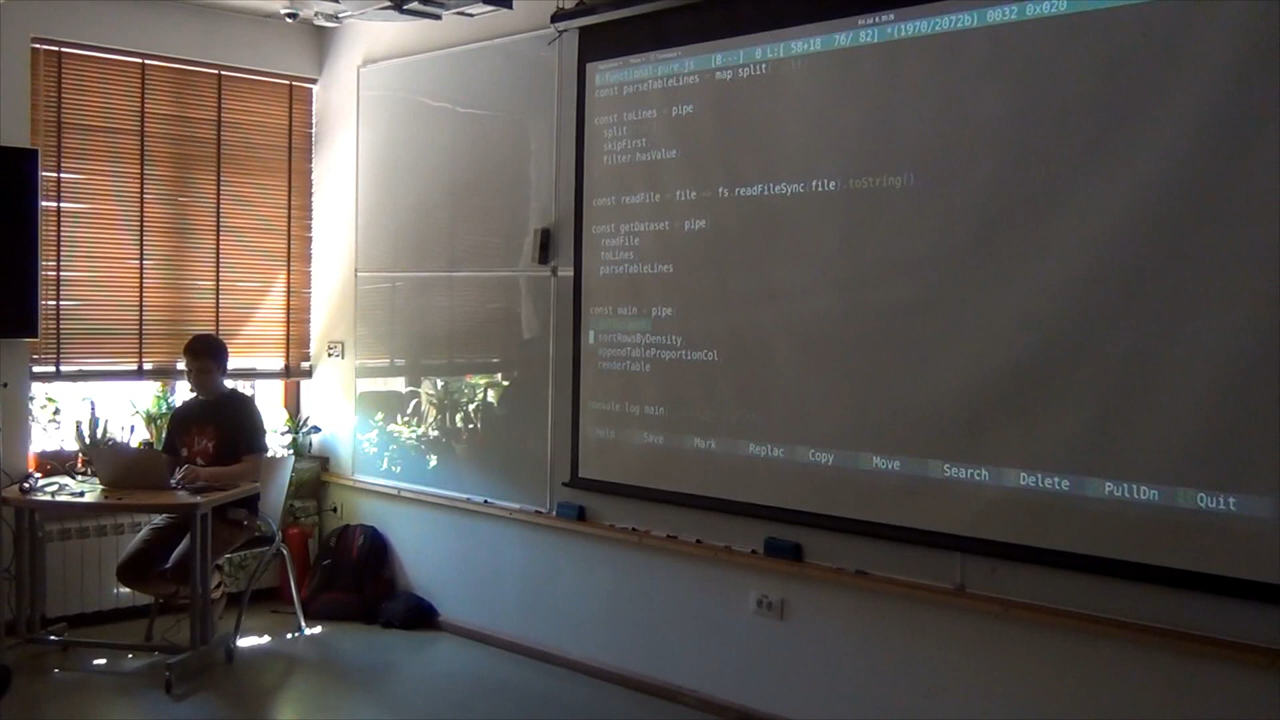 8-functional-pure.js [B---] 0 L:[ 58+18 76/ 82] *(1970/2072b) 0032 0x020
const parseTableLines = map split
const toLines = pipe
split
skipFirst
filter hasValue
const readFile = file => fs.readFileSync(file).toString()
const getDataset = pipe
readFile
toLines
parseTableLines
const main = pipe
sortRowsByDensity
appendTableProportionCol
renderTable
console log main
Help Save Mark Replac Copy Move Search Delete PullDn Quit